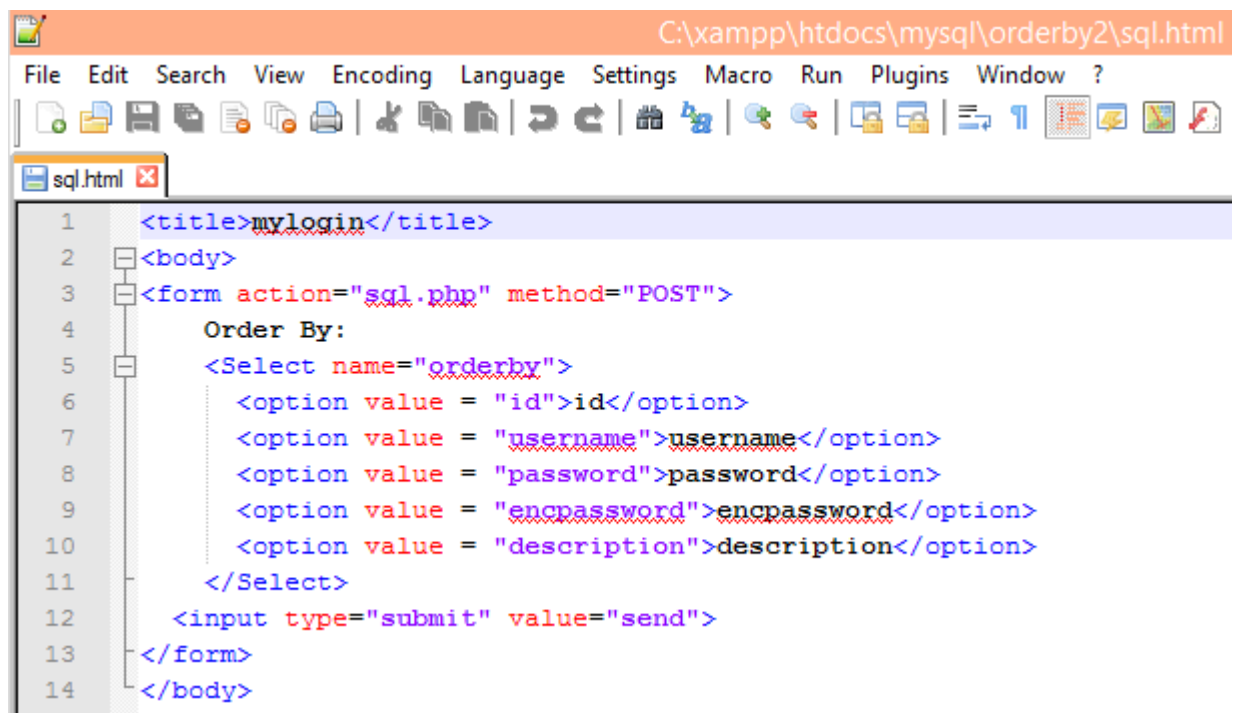 C:\xampp\htdocs\mysql\orderby2\sql.html
File Edit Search View Encoding Language Settings Macro Run Plugins Window ?
sql.html
1 <title>mylogin</title>
2 <body>
3 <form action="sql.php" method="POST">
4 Order By:
5 <Select name="orderby">
6 <option value = "id">id</option>
7 <option value = "username">username</option>
8 <option value = "password">password</option>
9 <option value = "encpassword">encpassword</option>
10 <option value = "description">description</option>
11 </Select>
12 <input type="submit" value="send">
13 </form>
14 </body>